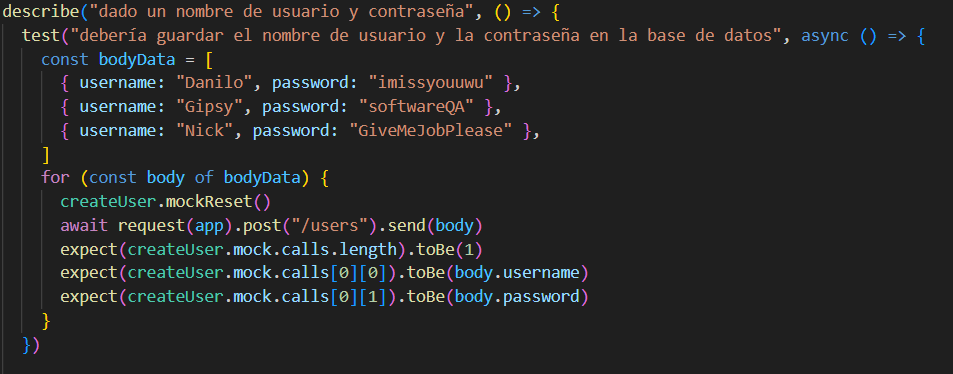 describe("dado un nombre de usuario y contraseña", () => {
test("debería guardar el nombre de usuario y la contraseña en la base de datos", async () => {
const bodyData = [
{ username: "Danilo", password: "imissyouuwu" },
{ username: "Gipsy", password: "softwareQA" },
{ username: "Nick", password: "GiveMeJobPlease" },
]
for (const body of bodyData) {
createUser.mockReset()
await request(app).post("/users").send(body)
expect(createUser.mock.calls.length).toBe(1)
expect(createUser.mock.calls[0][0]).toBe(body.username)
expect(createUser.mock.calls[0][1]).toBe(body.password)
}
})